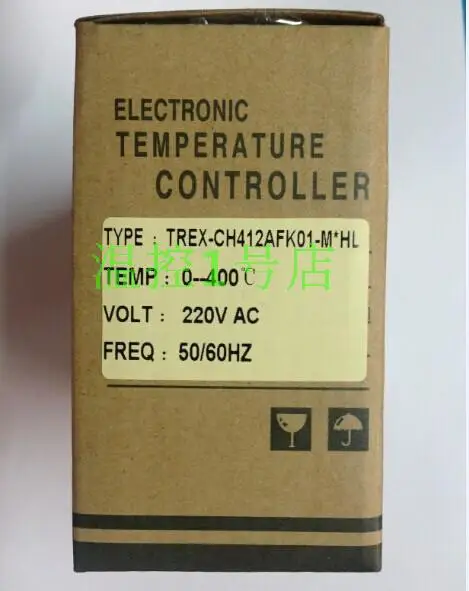 ELECTRONIC
TEMPERATURE
CONTROLLER
TYPE : TREX-CH412AFK01-M*HL
温控1号店
TEMP: 0--400℃
VOLT : 220V AC
FREQ : 50/60HZ